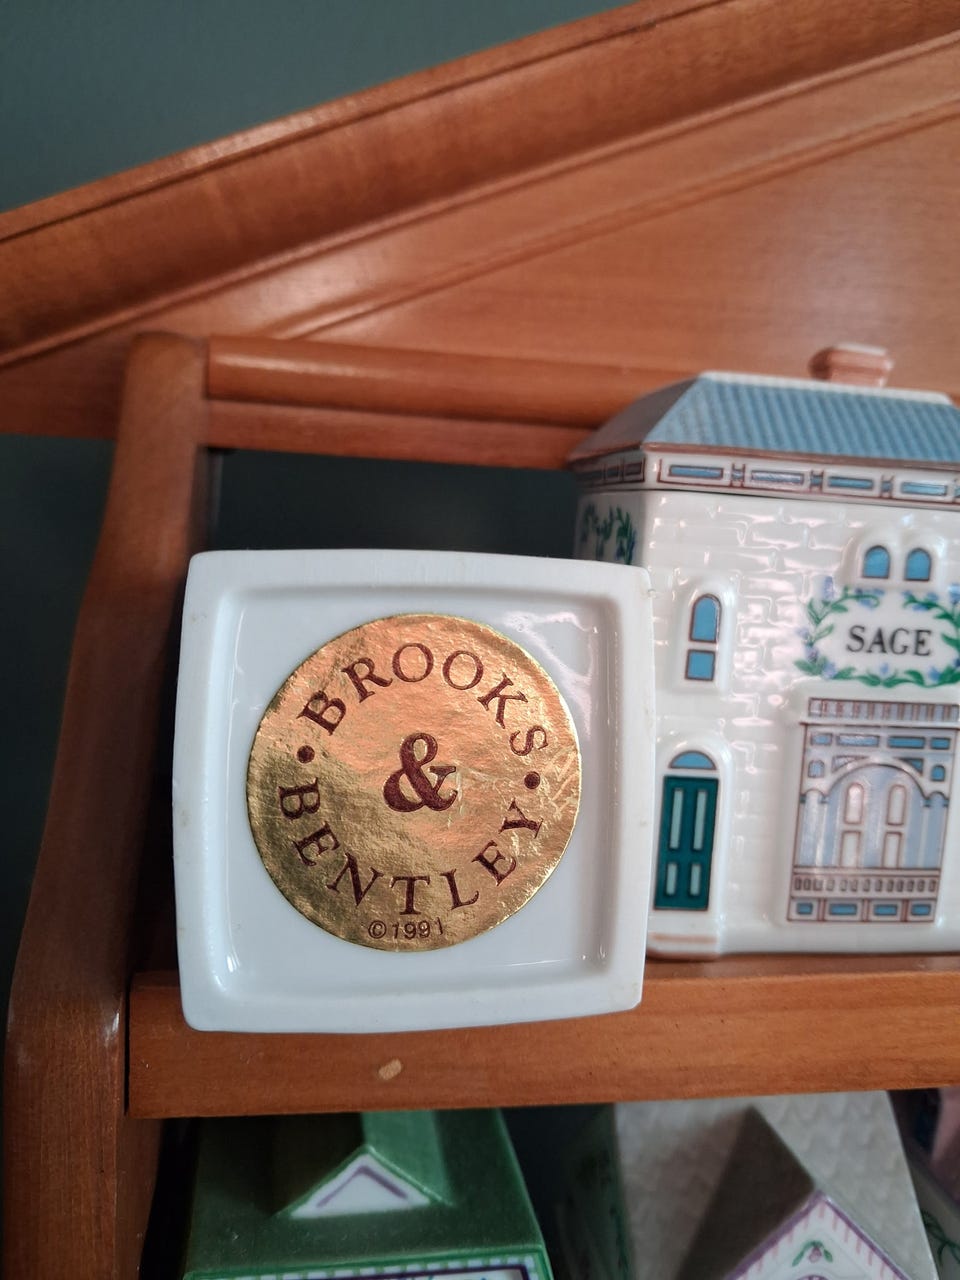 BROOKS
&
• BENTLEY •
©1991
SAGE